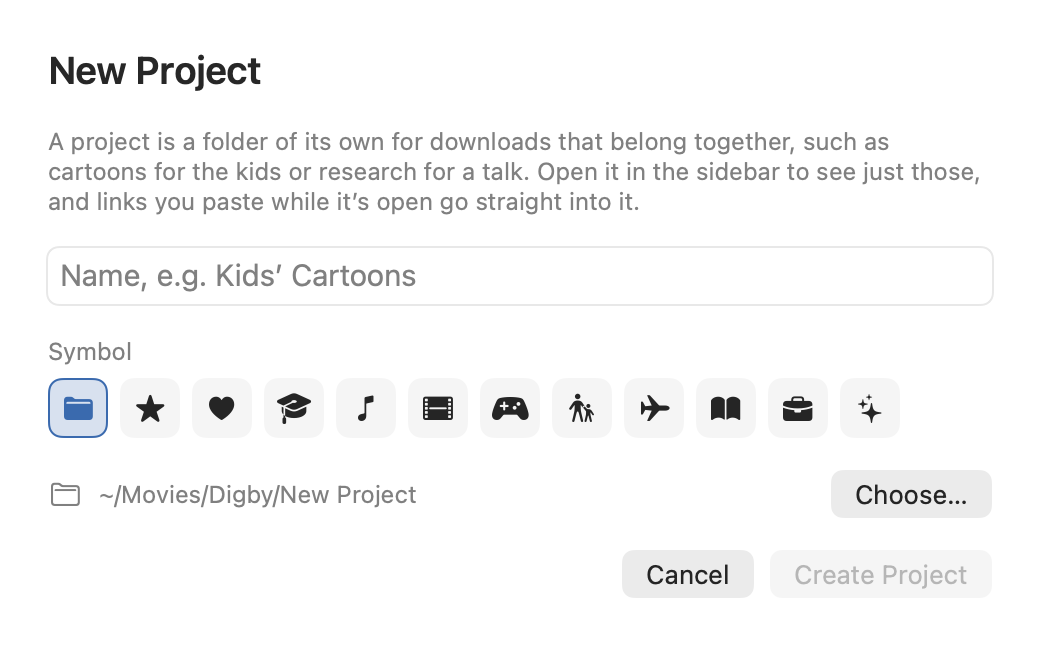 New Project
A project is a folder of its own for downloads that belong together, such as
cartoons for the kids or research for a talk. Open it in the sidebar to see just those,
and links you paste while it’s open go straight into it.
Name, e.g. Kids’ Cartoons
Symbol
~/Movies/Digby/New Project
Choose...
Cancel
Create Project